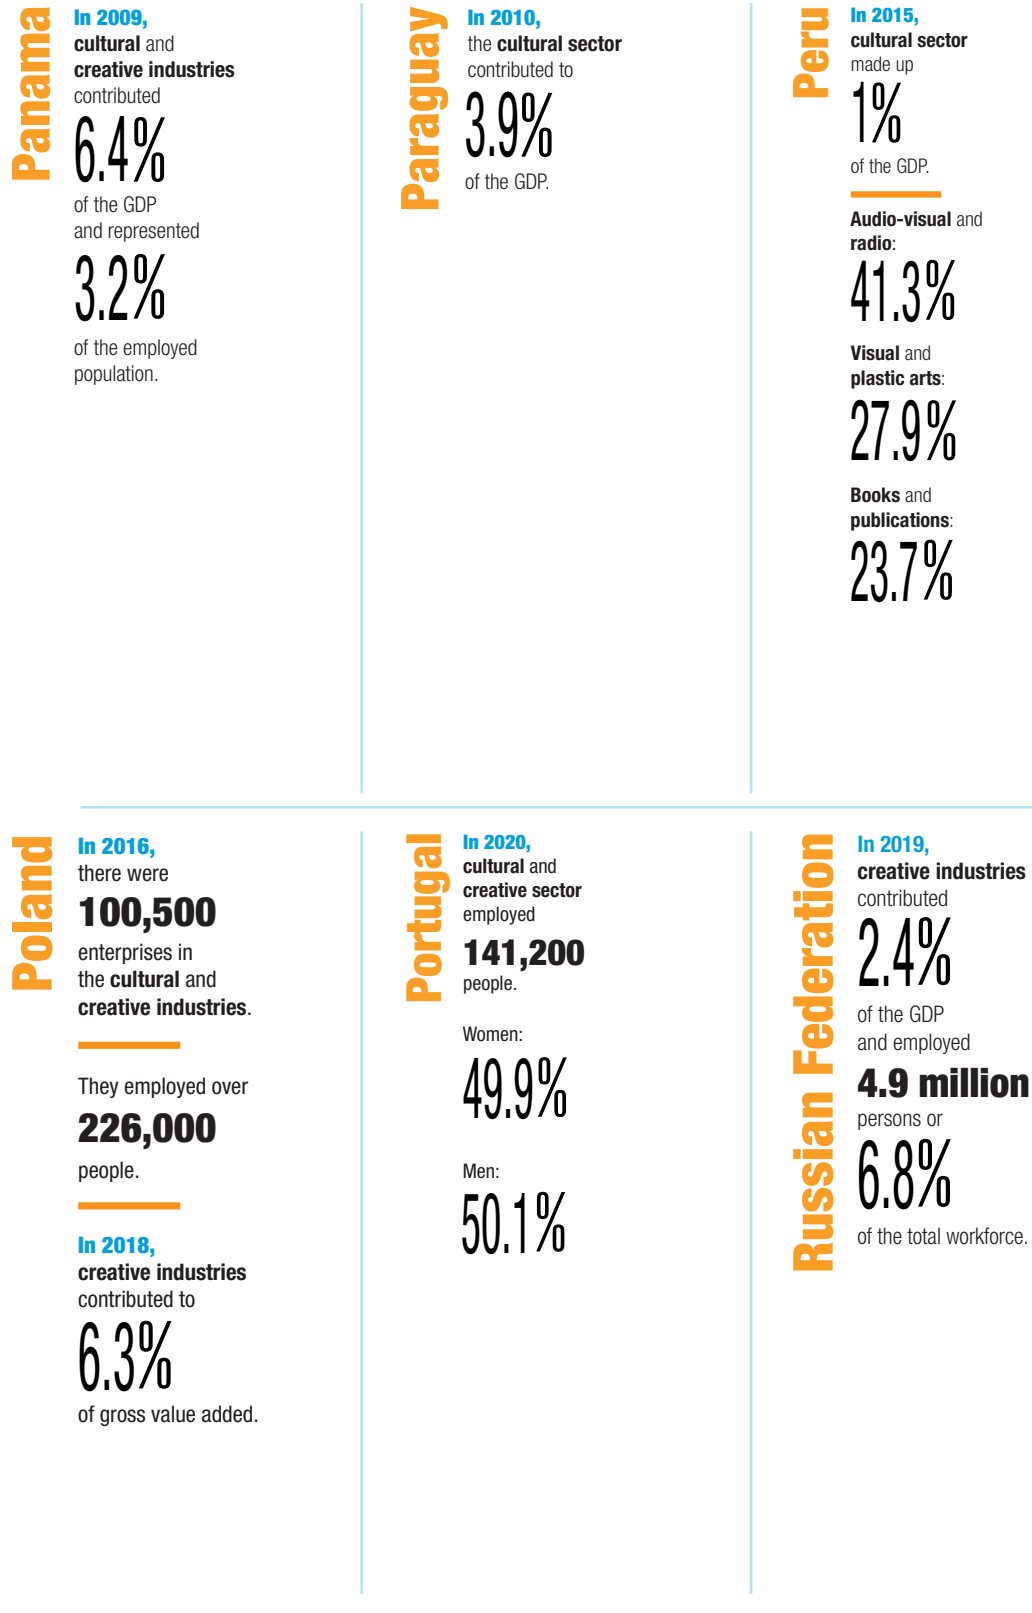 Panama
In 2009,
cultural and
creative industries
contributed
6.4%
of the GDP
and represented
3.2%
of the employed
population.
Paraguay
In 2010,
the cultural sector
contributed to
3.9%
of the GDP.
Peru
In 2015,
cultural sector
made up
1%
of the GDP.
Audio-visual and
radio:
41.3%
Visual and
plastic arts:
27.9%
Books and
publications:
23.7%
Poland
In 2016,
there were
100,500
enterprises in
the cultural and
creative industries.
They employed over
226,000
people.
In 2018,
creative industries
contributed to
6.3%
of gross value added.
Portugal
In 2020,
cultural and
creative sector
employed
141,200
people.
Women:
49.9%
Men:
50.1%
Russian Federation
In 2019,
creative industries
contributed
2.4%
of the GDP
and employed
4.9 million
persons or
6.8%
of the total workforce.